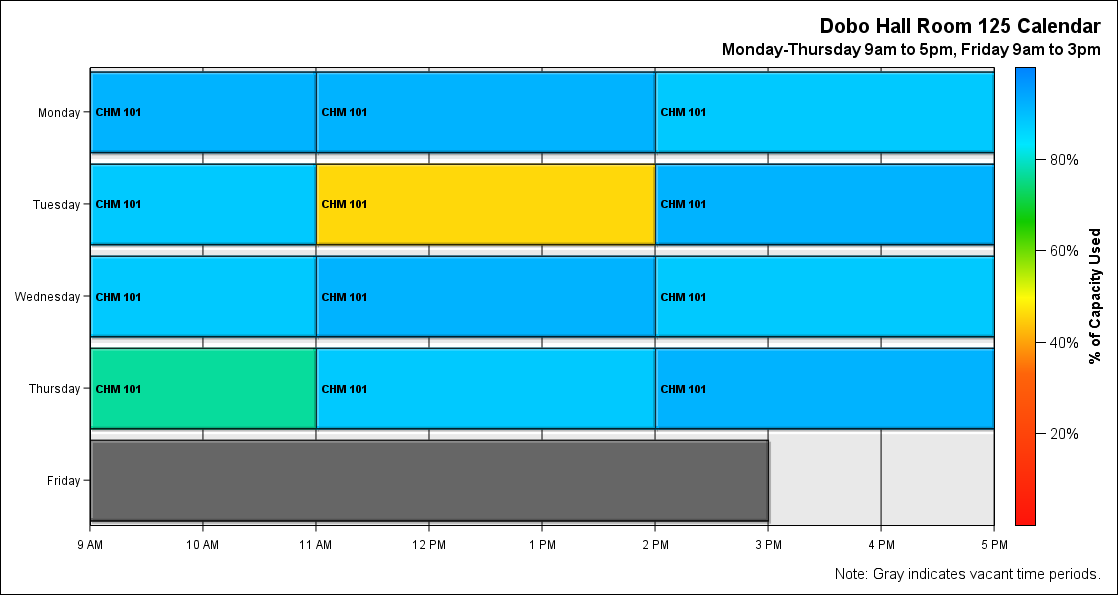 Dobo Hall Room 125 Calendar
Monday-Thursday 9am to 5pm, Friday 9am to 3pm
Monday CHM 101 CHM 101 CHM 101
Tuesday CHM 101 CHM 101 CHM 101
Wednesday CHM 101 CHM 101 CHM 101
Thursday CHM 101 CHM 101 CHM 101
Friday
9 AM 10 AM 11 AM 12 PM 1 PM 2 PM 3 PM 4 PM 5 PM
80%
60%
40%
20%
% of Capacity Used
Note: Gray indicates vacant time periods.